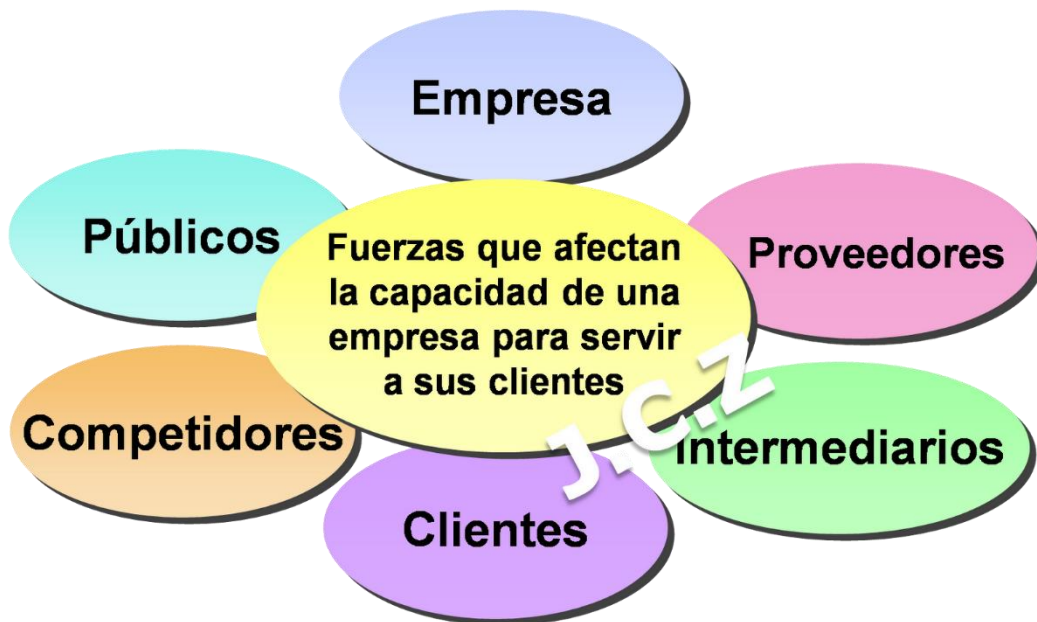 Empresa
Públicos
Proveedores
Fuerzas que afectan
la capacidad de una
empresa para servir
a sus clientes
J.C.Z
Competidores
Intermediarios
Clientes